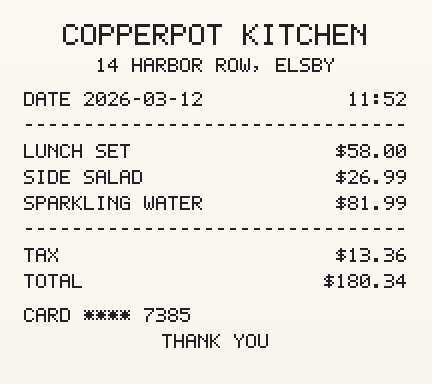 COPPERPOT KITCHEN
14 HARBOR ROW, ELSBY
DATE 2026-03-12 11:52
--------------------------------
LUNCH SET $58.00
SIDE SALAD $26.99
SPARKLING WATER $81.99
--------------------------------
TAX $13.36
TOTAL $180.34
CARD **** 7385
THANK YOU